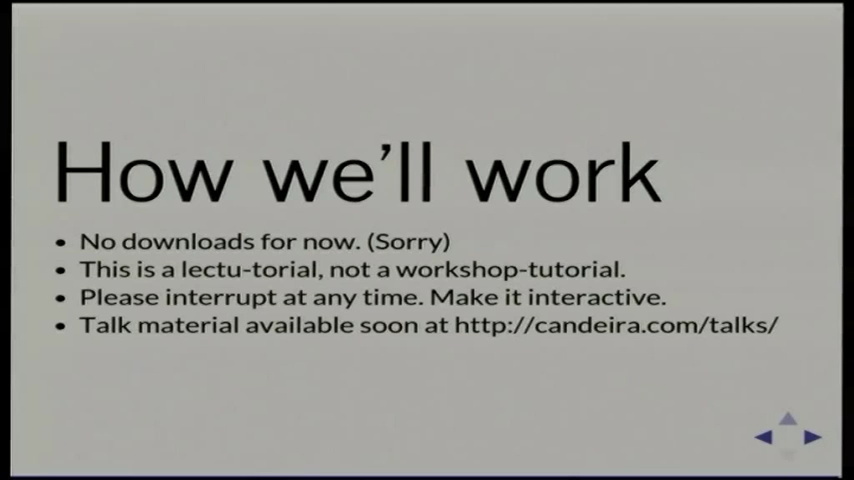 How we'll work
• No downloads for now. (Sorry)
• This is a lectu-torial, not a workshop-tutorial.
• Please interrupt at any time. Make it interactive.
• Talk material available soon at http://candeira.com/talks/